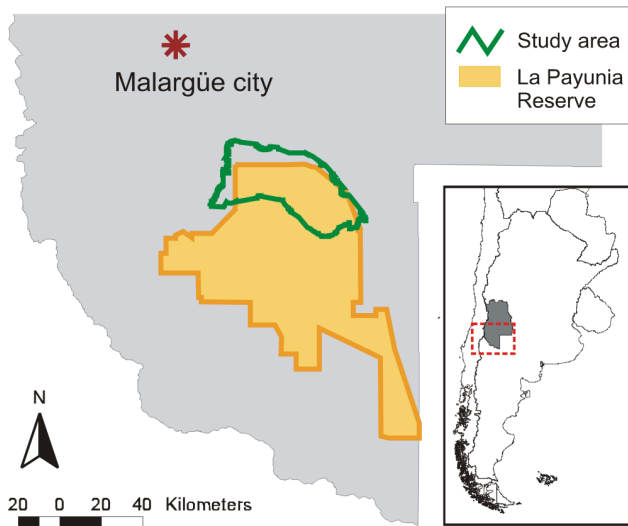 Study area
La Payunia
Reserve
Malargüe city
N
20 0 20 40 Kilometers